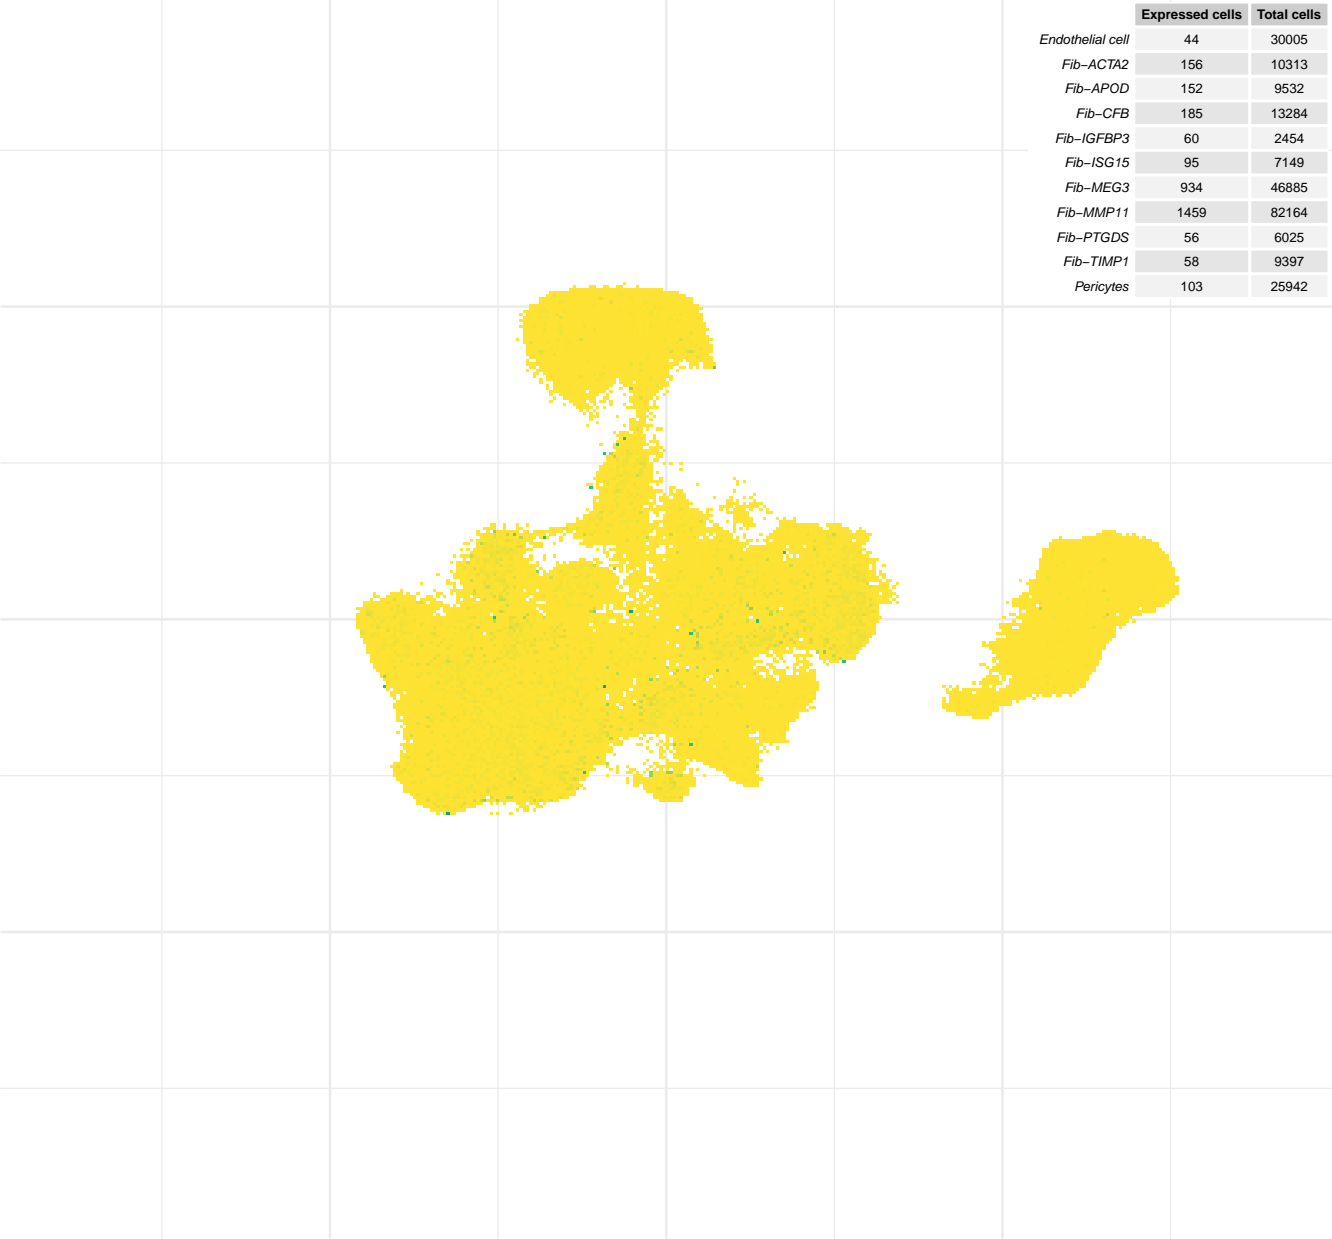 Expressed cells Total cells
Endothelial cell 44 30005
Fib−ACTA2 156 10313
Fib−APOD 152 9532
Fib−CFB 185 13284
Fib−IGFBP3 60 2454
Fib−ISG15 95 7149
Fib−MEG3 934 46885
Fib−MMP11 1459 82164
Fib−PTGDS 56 6025
Fib−TIMP1 58 9397
Pericytes 103 25942